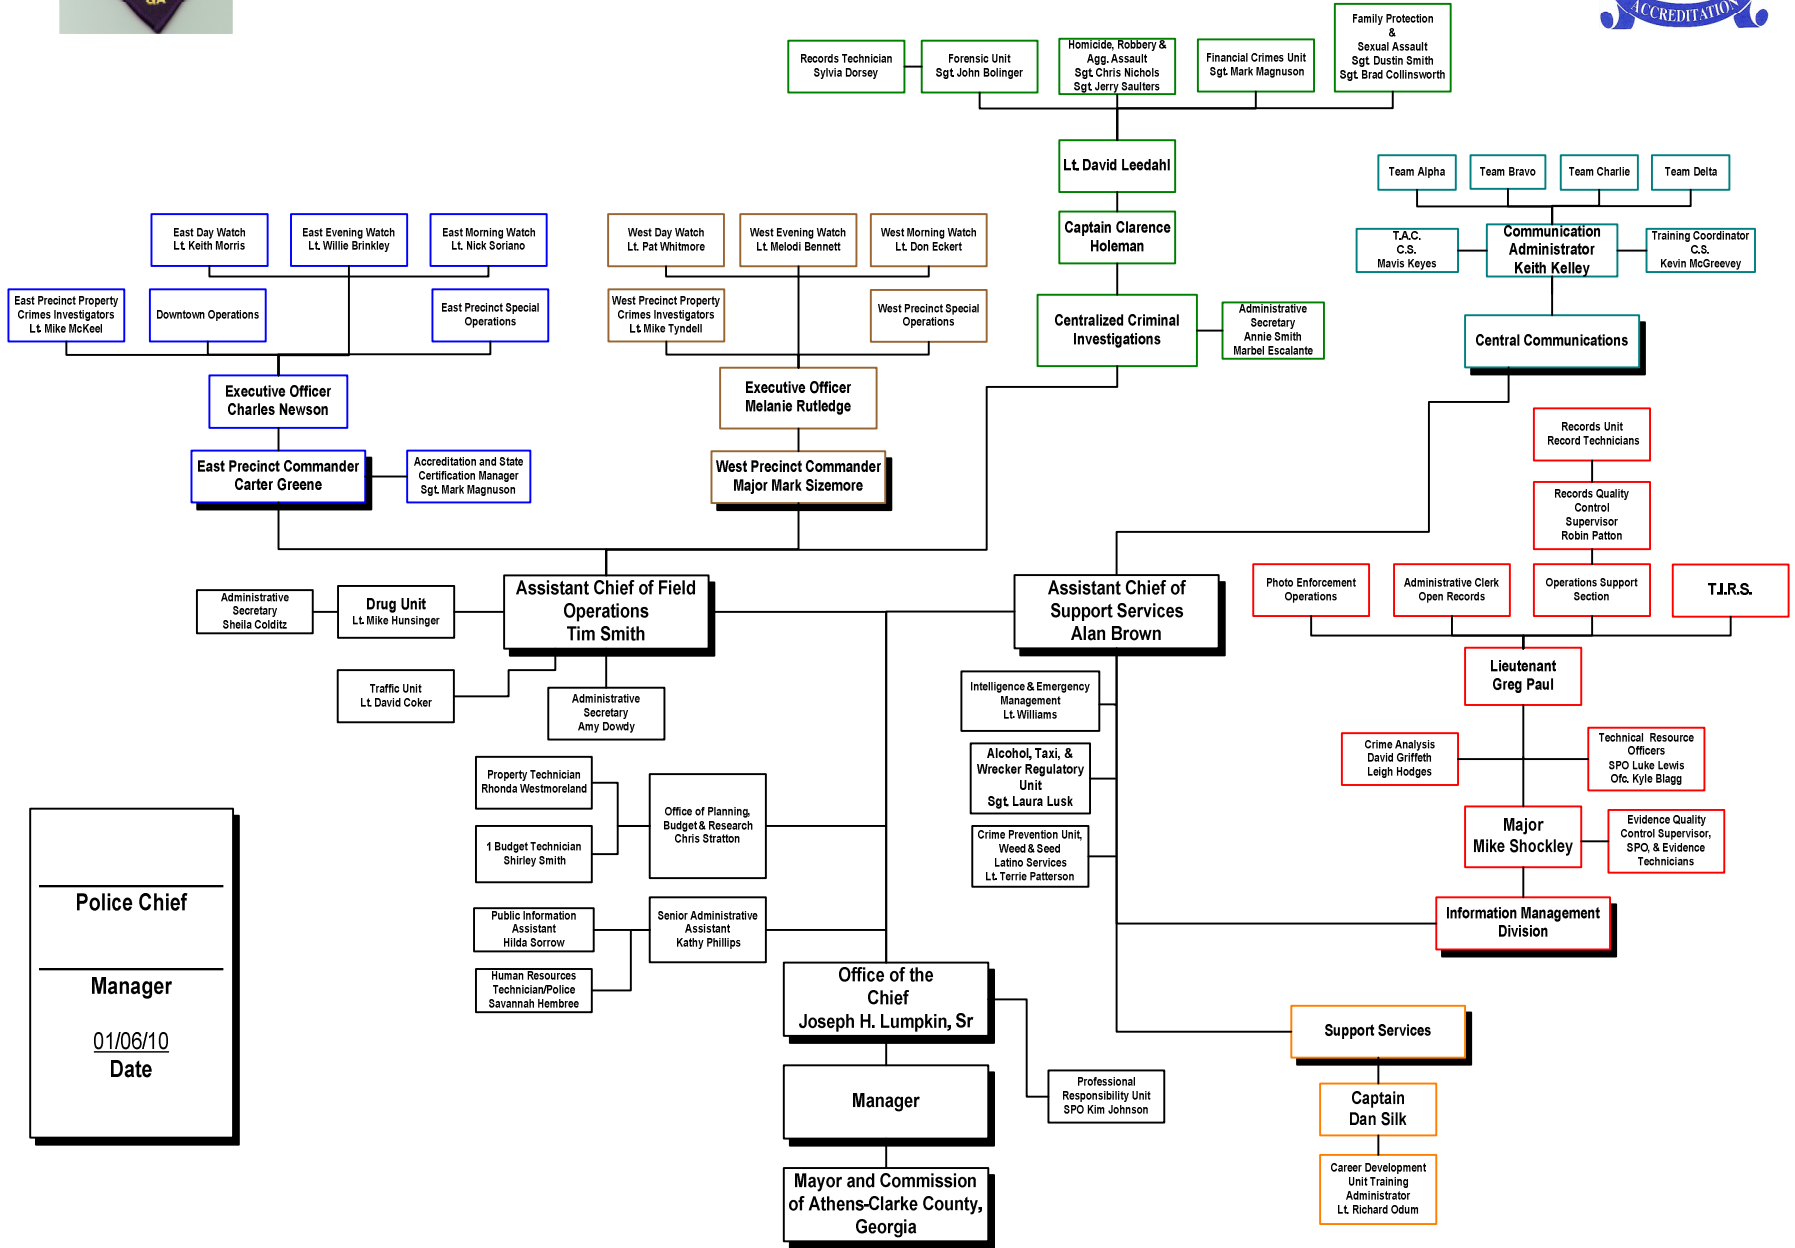 GA
ACCREDITATION
Records Technician
Sylvia Dorsey
Forensic Unit
Sgt. John Bolinger
Homicide, Robbery &
Agg. Assault
Sgt. Chris Nichols
Sgt. Jerry Saulters
Financial Crimes Unit
Sgt. Mark Magnuson
Family Protection
&
Sexual Assault
Sgt. Dustin Smith
Sgt. Brad Collinsworth
Lt. David Leedahl
Captain Clarence
Holeman
Centralized Criminal
Investigations
Administrative
Secretary
Annie Smith
Marbel Escalante
Team Alpha
Team Bravo
Team Charlie
Team Delta
T.A.C.
C.S.
Mavis Keyes
Communication
Administrator
Keith Kelley
Training Coordinator
C.S.
Kevin McGreevey
Central Communications
East Day Watch
Lt. Keith Morris
East Evening Watch
Lt. Willie Brinkley
East Morning Watch
Lt. Nick Soriano
East Precinct Property
Crimes Investigators
Lt. Mike McKeel
Downtown Operations
East Precinct Special
Operations
Executive Officer
Charles Newson
East Precinct Commander
Carter Greene
Accreditation and State
Certification Manager
Sgt. Mark Magnuson
West Day Watch
Lt. Pat Whitmore
West Evening Watch
Lt. Melodi Bennett
West Morning Watch
Lt. Don Eckert
West Precinct Property
Crimes Investigators
Lt. Mike Tyndell
West Precinct Special
Operations
Executive Officer
Melanie Rutledge
West Precinct Commander
Major Mark Sizemore
Records Unit
Record Technicians
Records Quality
Control
Supervisor
Robin Patton
Photo Enforcement
Operations
Administrative Clerk
Open Records
Operations Support
Section
T.I.R.S.
Lieutenant
Greg Paul
Crime Analysis
David Griffeth
Leigh Hodges
Technical Resource
Officers
SPO Luke Lewis
Ofc. Kyle Blagg
Major
Mike Shockley
Evidence Quality
Control Supervisor,
SPO, & Evidence
Technicians
Information Management
Division
Administrative
Secretary
Sheila Colditz
Drug Unit
Lt. Mike Hunsinger
Assistant Chief of Field
Operations
Tim Smith
Assistant Chief of
Support Services
Alan Brown
Traffic Unit
Lt. David Coker
Administrative
Secretary
Amy Dowdy
Intelligence & Emergency
Management
Lt. Williams
Alcohol, Taxi, &
Wrecker Regulatory
Unit
Sgt. Laura Lusk
Crime Prevention Unit,
Weed & Seed
Latino Services
Lt. Terrie Patterson
Property Technician
Rhonda Westmoreland
1 Budget Technician
Shirley Smith
Office of Planning,
Budget & Research
Chris Stratton
Public Information
Assistant
Hilda Sorrow
Human Resources
Technician/Police
Savannah Hembree
Senior Administrative
Assistant
Kathy Phillips
Office of the
Chief
Joseph H. Lumpkin, Sr
Manager
Mayor and Commission
of Athens-Clarke County,
Georgia
Professional
Responsibility Unit
SPO Kim Johnson
Support Services
Captain
Dan Silk
Career Development
Unit Training
Administrator
Lt. Richard Odum
Police Chief
Manager
01/06/10
Date